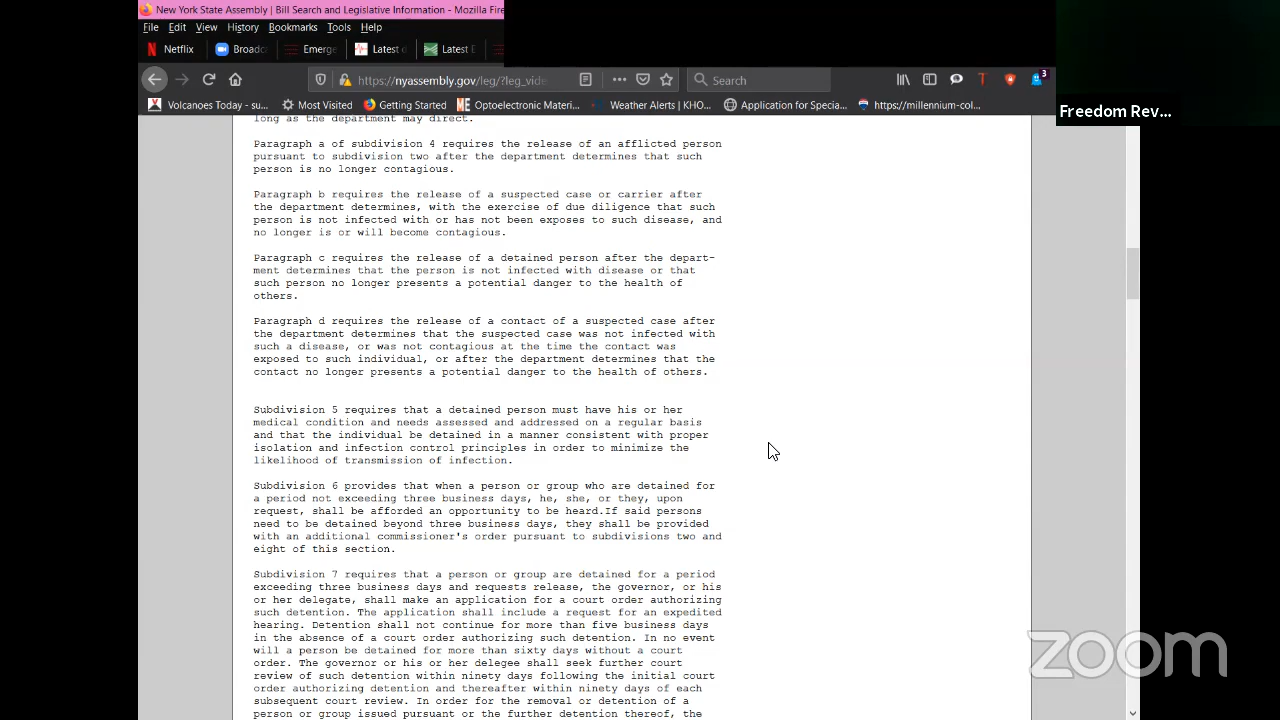 New York State Assembly | Bill Search and Legislative Information - Mozilla Fire
File Edit View History Bookmarks Tools Help
Netflix Broadc Emerge Latest Latest E
https://nyassembly.gov/leg/?leg_vide Search 3
Volcanoes Today - su... Most Visited Getting Started Optoelectronic Materi... Weather Alerts | KHO... Application for Specia... https://millennium-col...
Freedom Rev...
long as the department may direct.
Paragraph a of subdivision 4 requires the release of an afflicted person
pursuant to subdivision two after the department determines that such
person is no longer contagious.
Paragraph b requires the release of a suspected case or carrier after
the department determines, with the exercise of due diligence that such
person is not infected with or has not been exposes to such disease, and
no longer is or will become contagious.
Paragraph c requires the release of a detained person after the depart-
ment determines that the person is not infected with disease or that
such person no longer presents a potential danger to the health of
others.
Paragraph d requires the release of a contact of a suspected case after
the department determines that the suspected case was not infected with
such a disease, or was not contagious at the time the contact was
exposed to such individual, or after the department determines that the
contact no longer presents a potential danger to the health of others.
Subdivision 5 requires that a detained person must have his or her
medical condition and needs assessed and addressed on a regular basis
and that the individual be detained in a manner consistent with proper
isolation and infection control principles in order to minimize the
likelihood of transmission of infection.
Subdivision 6 provides that when a person or group who are detained for
a period not exceeding three business days, he, she, or they, upon
request, shall be afforded an opportunity to be heard.If said persons
need to be detained beyond three business days, they shall be provided
with an additional commissioner's order pursuant to subdivisions two and
eight of this section.
Subdivision 7 requires that a person or group are detained for a period
exceeding three business days and requests release, the governor, or his
or her delegate, shall make an application for a court order authorizing
such detention. The application shall include a request for an expedited
hearing. Detention shall not continue for more than five business days
in the absence of a court order authorizing such detention. In no event
will a person be detained for more than sixty days without a court
order. The governor or his or her delegee shall seek further court
review of such detention within ninety days following the initial court
order authorizing detention and thereafter within ninety days of each
subsequent court review. In order for the removal or detention of a
person or group issued pursuant or the further detention thereof, the
zoom